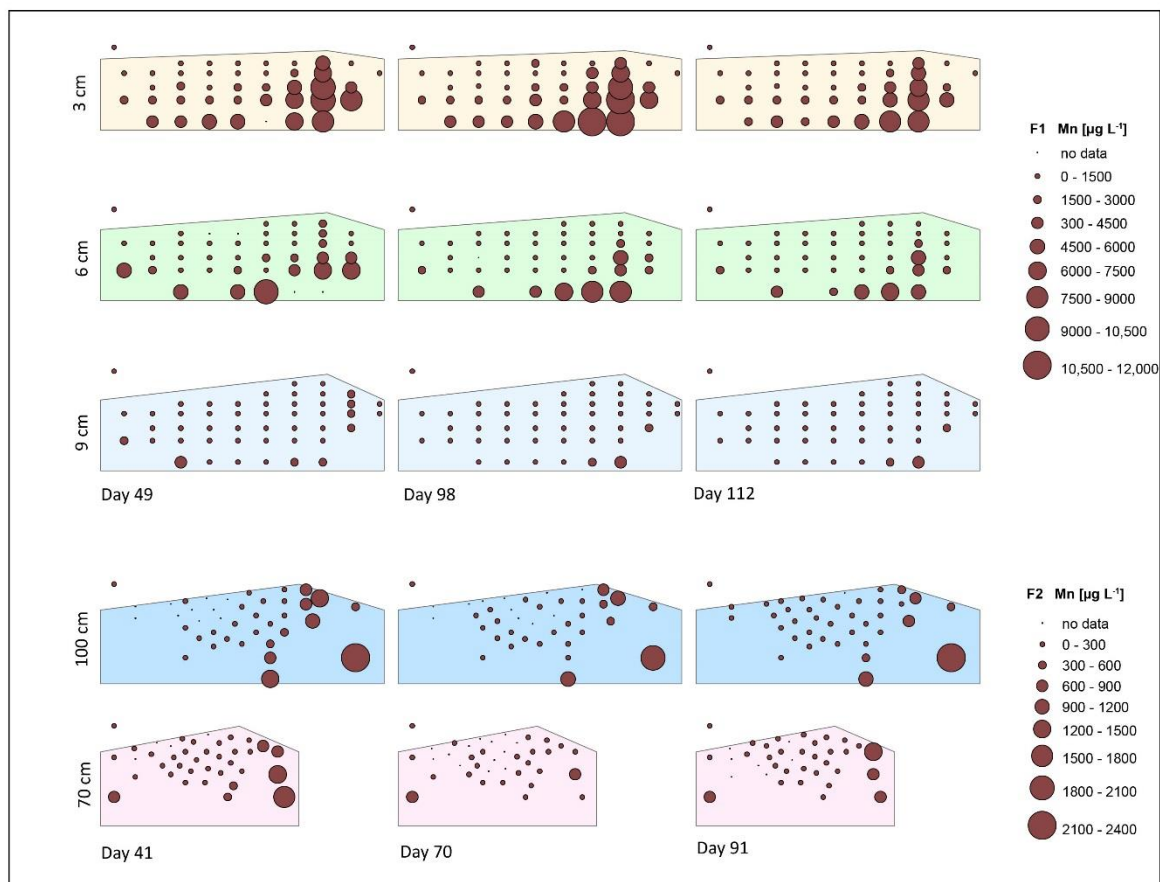 3 cm
6 cm
9 cm
Day 49
Day 98
Day 112
F1 Mn [µg L⁻¹]
no data
0 - 1500
1500 - 3000
300 - 4500
4500 - 6000
6000 - 7500
7500 - 9000
9000 - 10,500
10,500 - 12,000
100 cm
70 cm
Day 41
Day 70
Day 91
F2 Mn [µg L⁻¹]
no data
0 - 300
300 - 600
600 - 900
900 - 1200
1200 - 1500
1500 - 1800
1800 - 2100
2100 - 2400